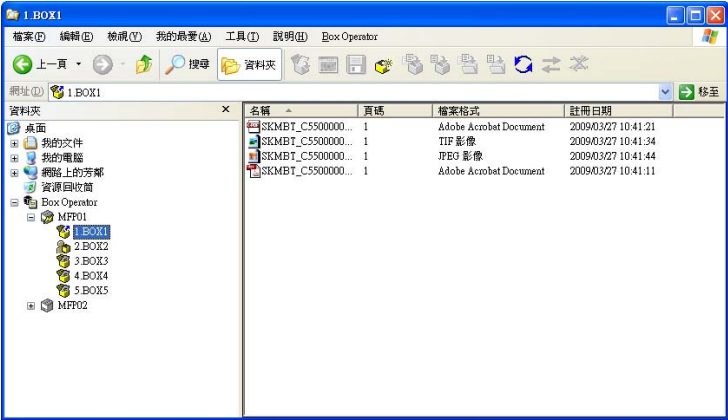 1.BOX1
檔案(F) 編輯(E) 檢視(V) 我的最愛(A) 工具(T) 說明(H) Box Operator
上一頁 搜尋 資料夾
網址(D) 1.BOX1 移至
資料夾 x
桌面
我的文件
我的電腦
網路上的芳鄰
資源回收筒
Box Operator
MFP01
1.BOX1
2.BOX2
3.BOX3
4.BOX4
5.BOX5
MFP02
名稱 頁碼 檔案格式 註冊日期
SKMBT_C5500000... 1 Adobe Acrobat Document 2009/03/27 10:41:21
SKMBT_C5500000... 1 TIF 影像 2009/03/27 10:41:34
SKMBT_C5500000... 1 JPEG 影像 2009/03/27 10:41:44
SKMBT_C5500000... 1 Adobe Acrobat Document 2009/03/27 10:41:11